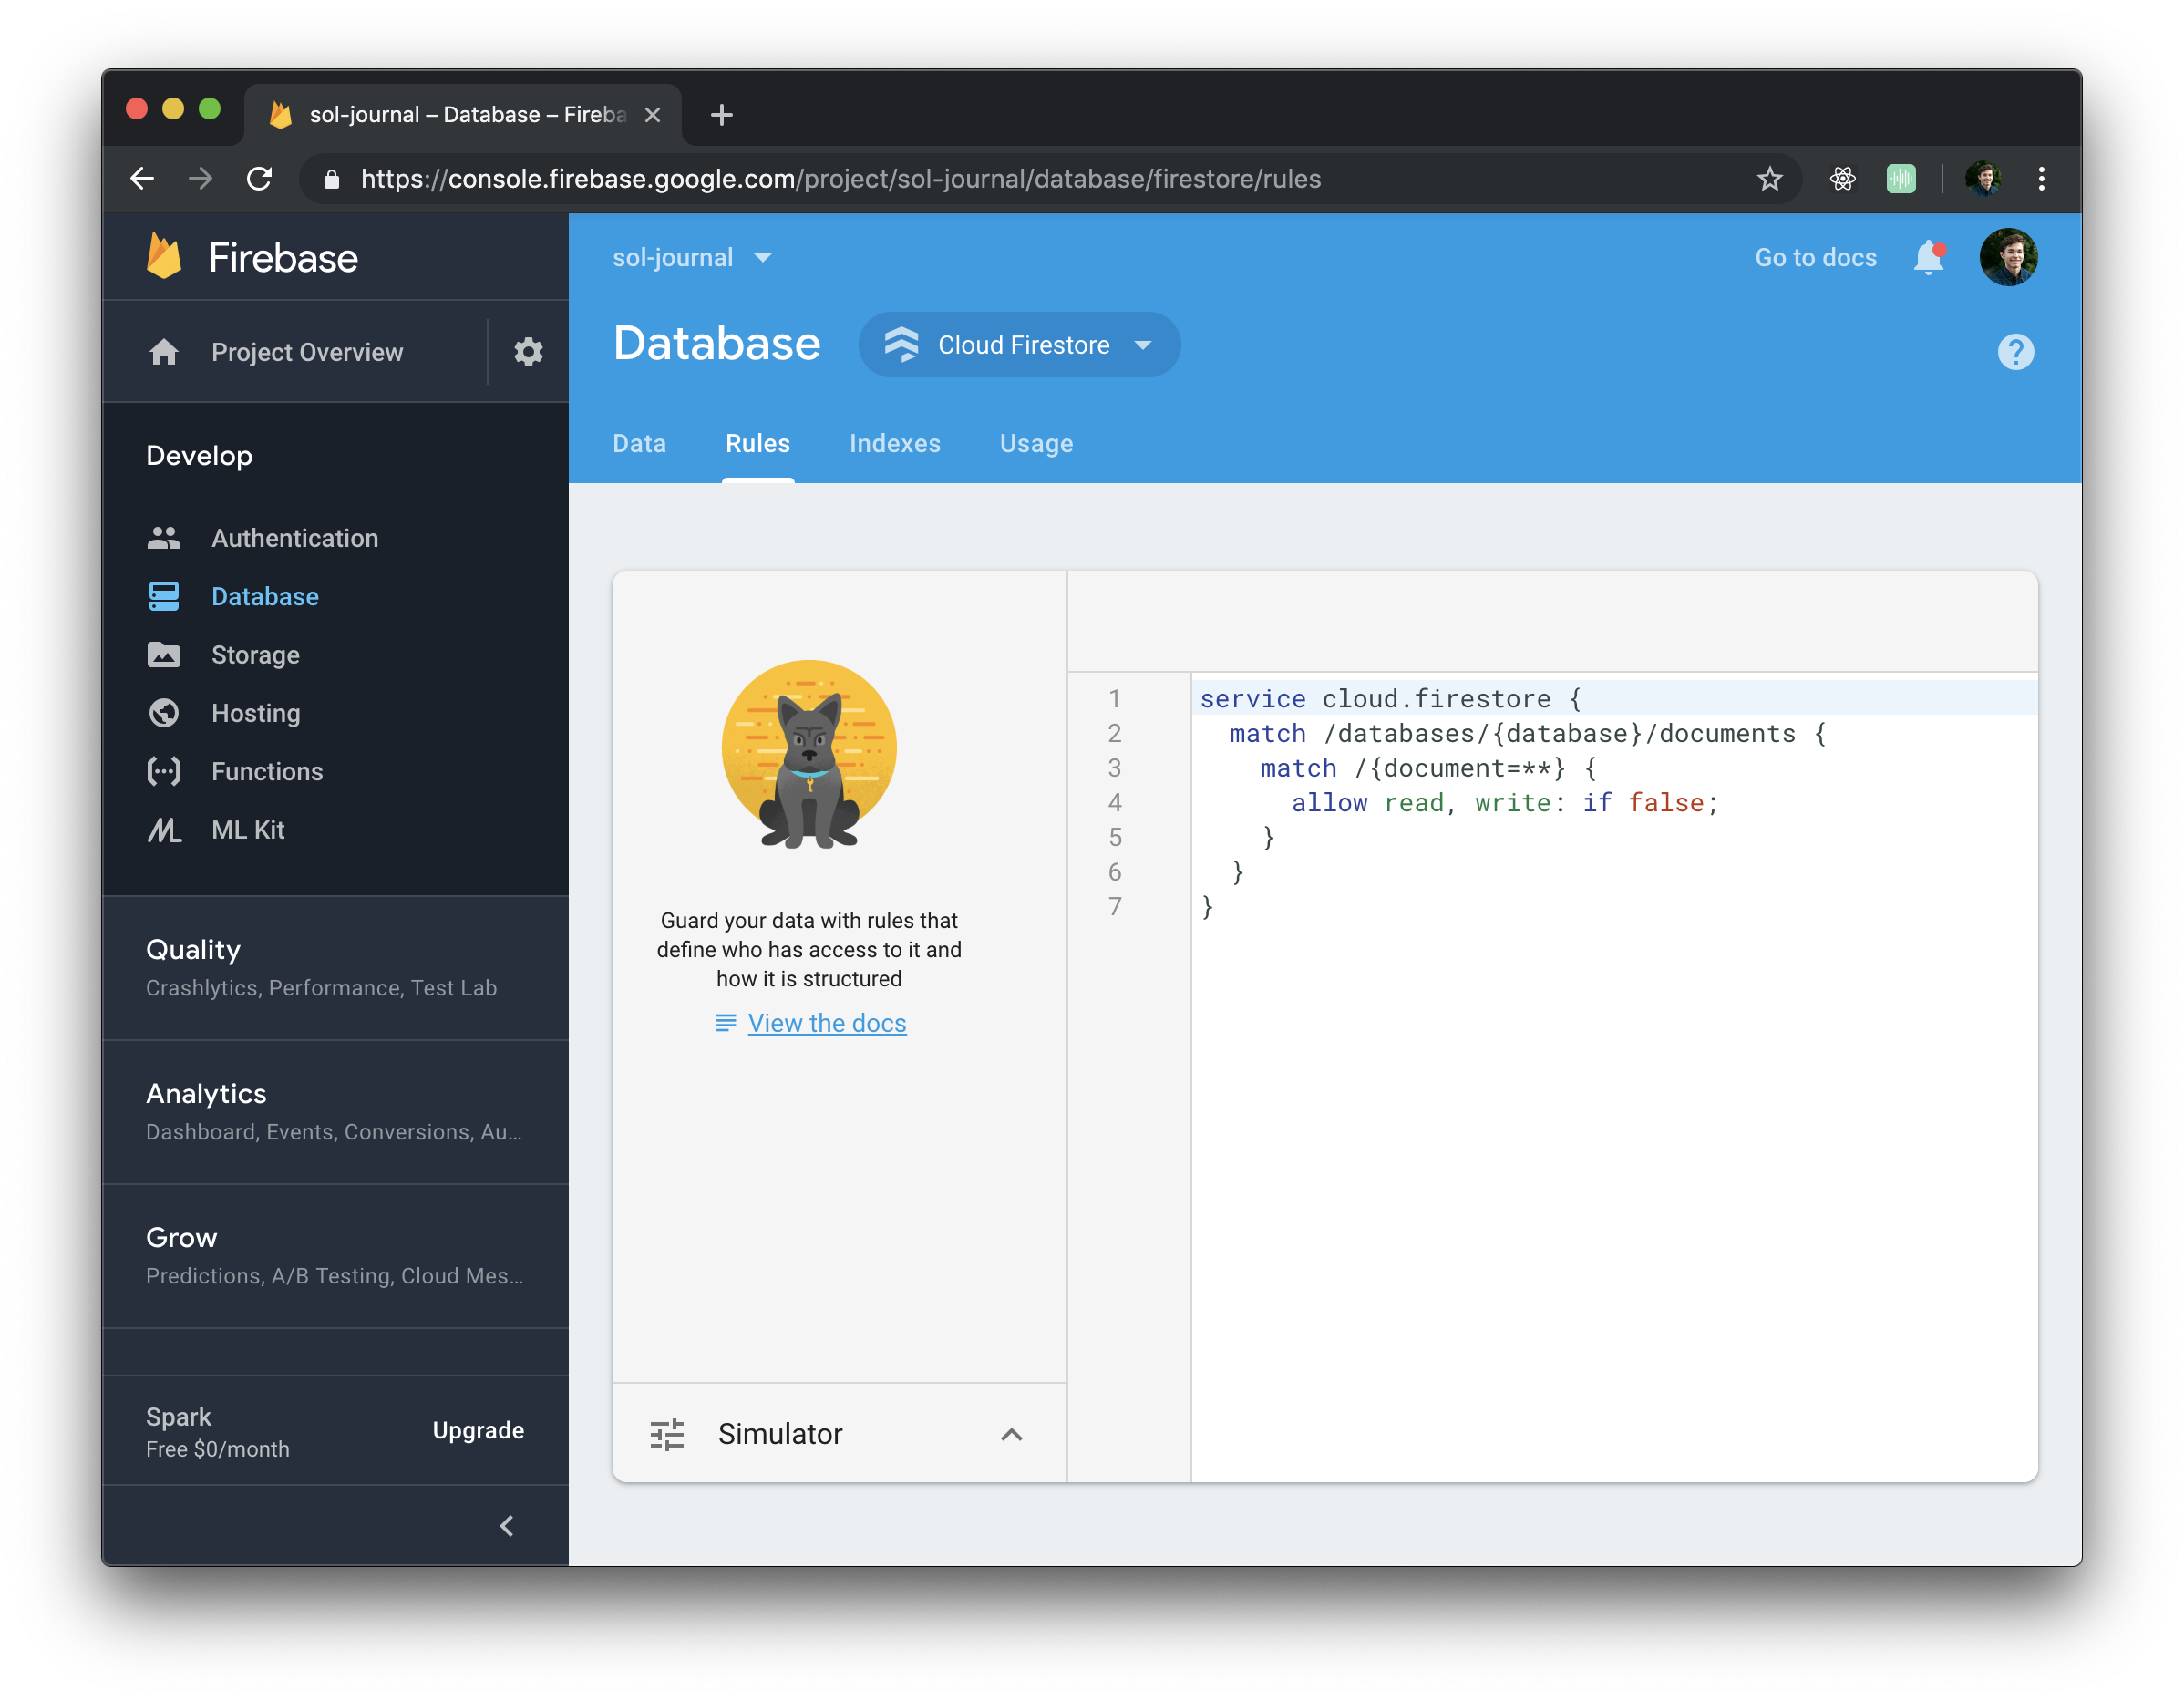 sol-journal – Database – Fireba
https://console.firebase.google.com/project/sol-journal/database/firestore/rules
Firebase
Project Overview
Develop
Authentication
Database
Storage
Hosting
Functions
ML Kit
Quality
Crashlytics, Performance, Test Lab
Analytics
Dashboard, Events, Conversions, Au...
Grow
Predictions, A/B Testing, Cloud Mes...
Spark
Free $0/month
Upgrade
sol-journal
Go to docs
Database
Cloud Firestore
?
Data Rules Indexes Usage
Guard your data with rules that
define who has access to it and
how it is structured
View the docs
Simulator
1 service cloud.firestore {
2   match /databases/{database}/documents {
3     match /{document=**} {
4       allow read, write: if false;
5     }
6   }
7 }